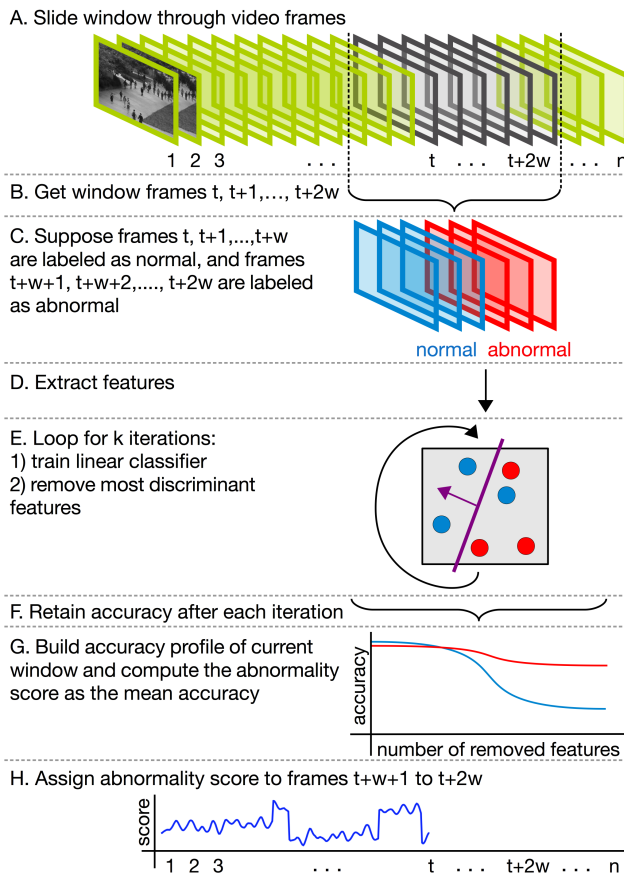 A. Slide window through video frames
1 2 3 . . . t . . . t+2w . . . n
B. Get window frames t, t+1,..., t+2w
C. Suppose frames t, t+1,...,t+w
are labeled as normal, and frames
t+w+1, t+w+2,...., t+2w are labeled
as abnormal
normal abnormal
D. Extract features
E. Loop for k iterations:
1) train linear classifier
2) remove most discriminant
features
F. Retain accuracy after each iteration
G. Build accuracy profile of current
window and compute the abnormality
score as the mean accuracy
accuracy
number of removed features
H. Assign abnormality score to frames t+w+1 to t+2w
score
1 2 3 . . . t . . . t+2w . . . n